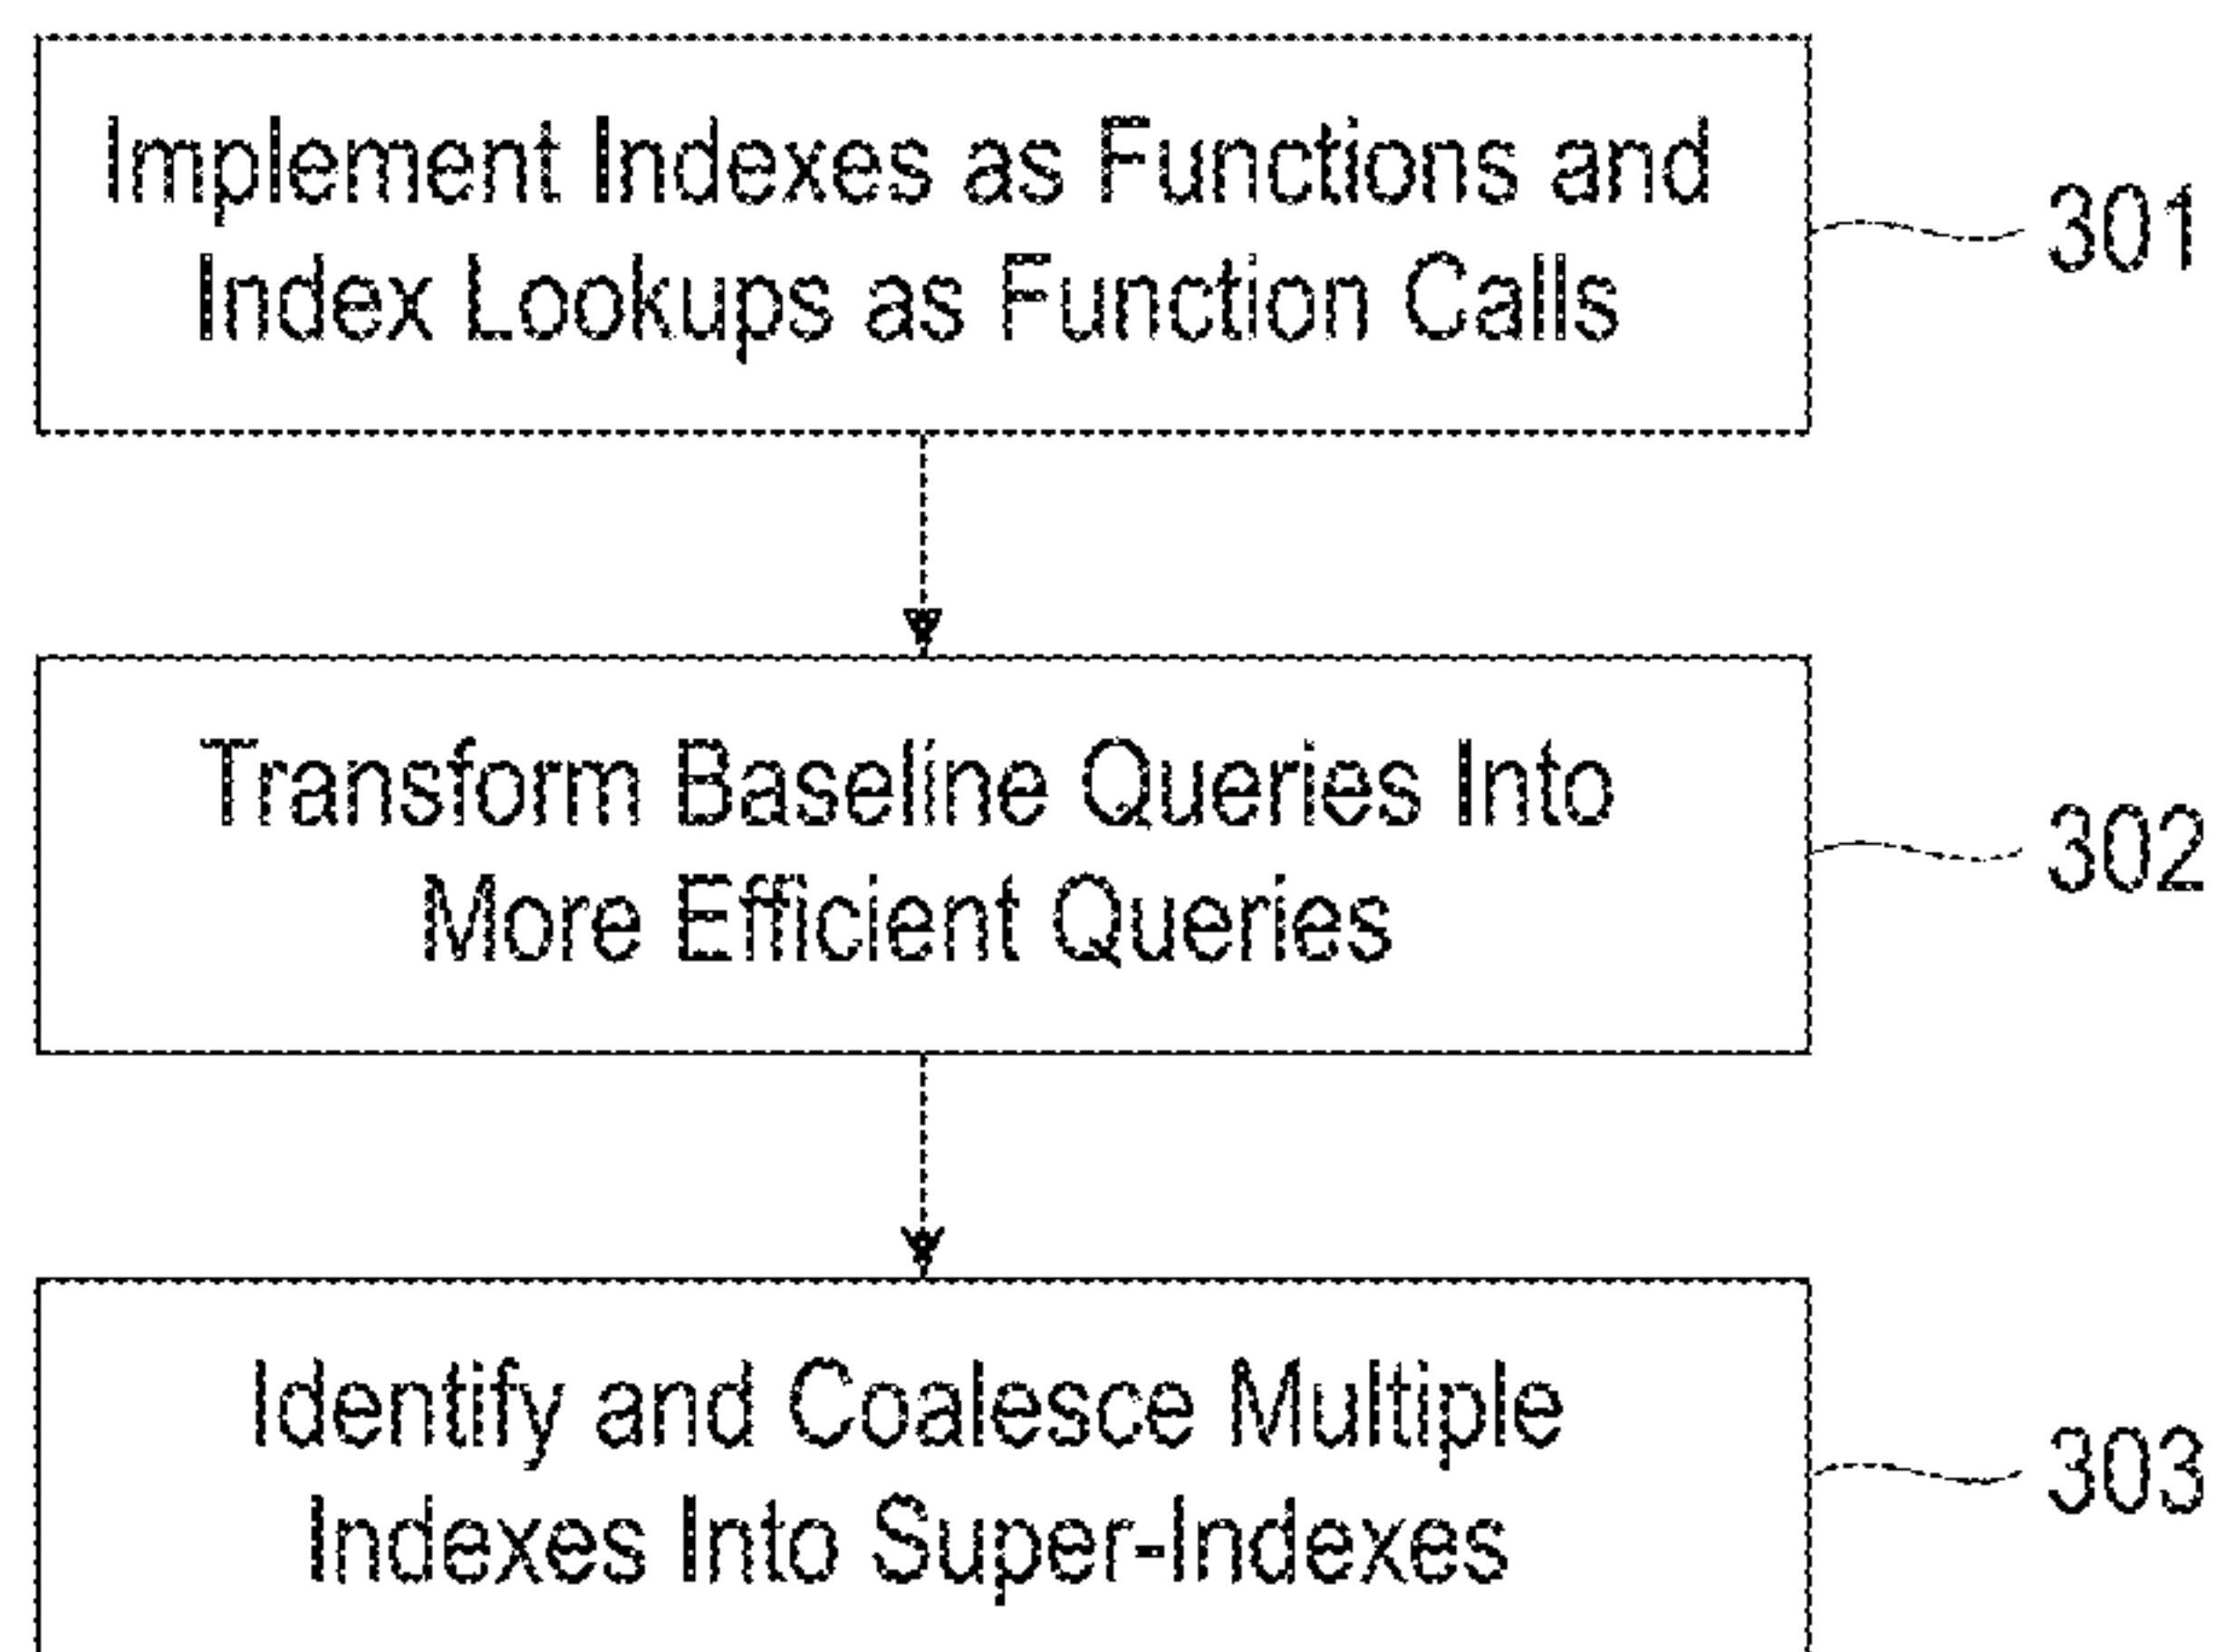 Implement Indexes as Functions and
Index Lookups as Function Calls
301
Transform Baseline Queries Into
More Efficient Queries
302
Identify and Coalesce Multiple
Indexes Into Super-Indexes
303